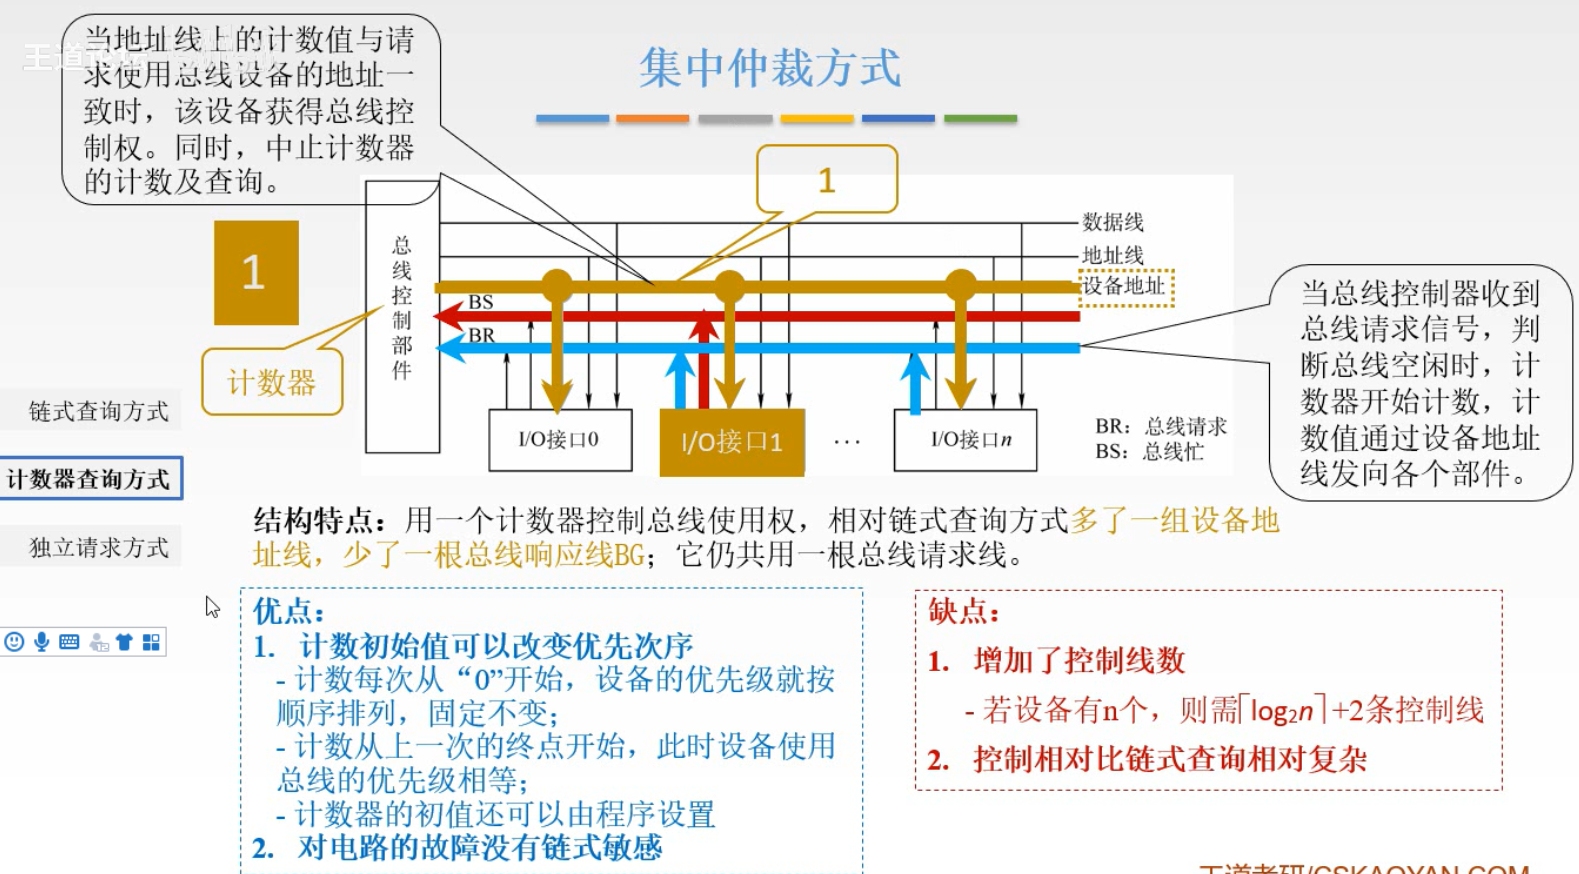 当地址线上的计数值与请
求使用总线设备的地址一
致时，该设备获得总线控
制权。同时，中止计数器
的计数及查询。
集中仲裁方式
1
1
计数器
总
线
控
制
部
件
数据线
地址线
设备地址
BS
BR
I/O接口0
I/O接口1
…
I/O接口n
BR：总线请求
BS：总线忙
当总线控制器收到
总线请求信号，判
断总线空闲时，计
数器开始计数，计
数值通过设备地址
线发向各个部件。
链式查询方式
计数器查询方式
独立请求方式
结构特点：用一个计数器控制总线使用权，相对链式查询方式多了一组设备地
址线，少了一根总线响应线BG；它仍共用一根总线请求线。
优点：
1. 计数初始值可以改变优先次序
- 计数每次从“0”开始，设备的优先级就按
顺序排列，固定不变；
- 计数从上一次的终点开始，此时设备使用
总线的优先级相等；
- 计数器的初值还可以由程序设置
2. 对电路的故障没有链式敏感
缺点：
1. 增加了控制线数
- 若设备有n个，则需⌈log₂n⌉+2条控制线
2. 控制相对比链式查询相对复杂
王道考研/CSKAOYAN.COM